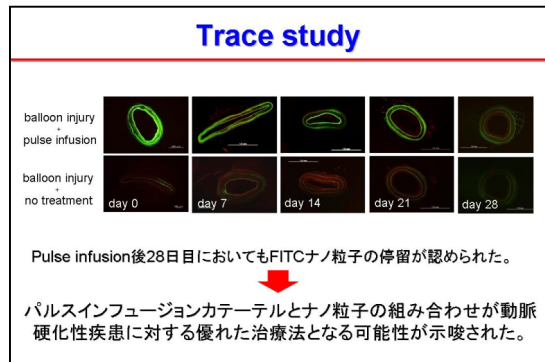 Trace study
balloon injury
+
pulse infusion
balloon injury
+
no treatment
day 0
day 7
day 14
day 21
day 28
Pulse infusion後28日目においてもFITCナノ粒子の停留が認められた。
パルスインフュージョンカテーテルとナノ粒子の組み合わせが動脈
硬化性疾患に対する優れた治療法となる可能性が示唆された。